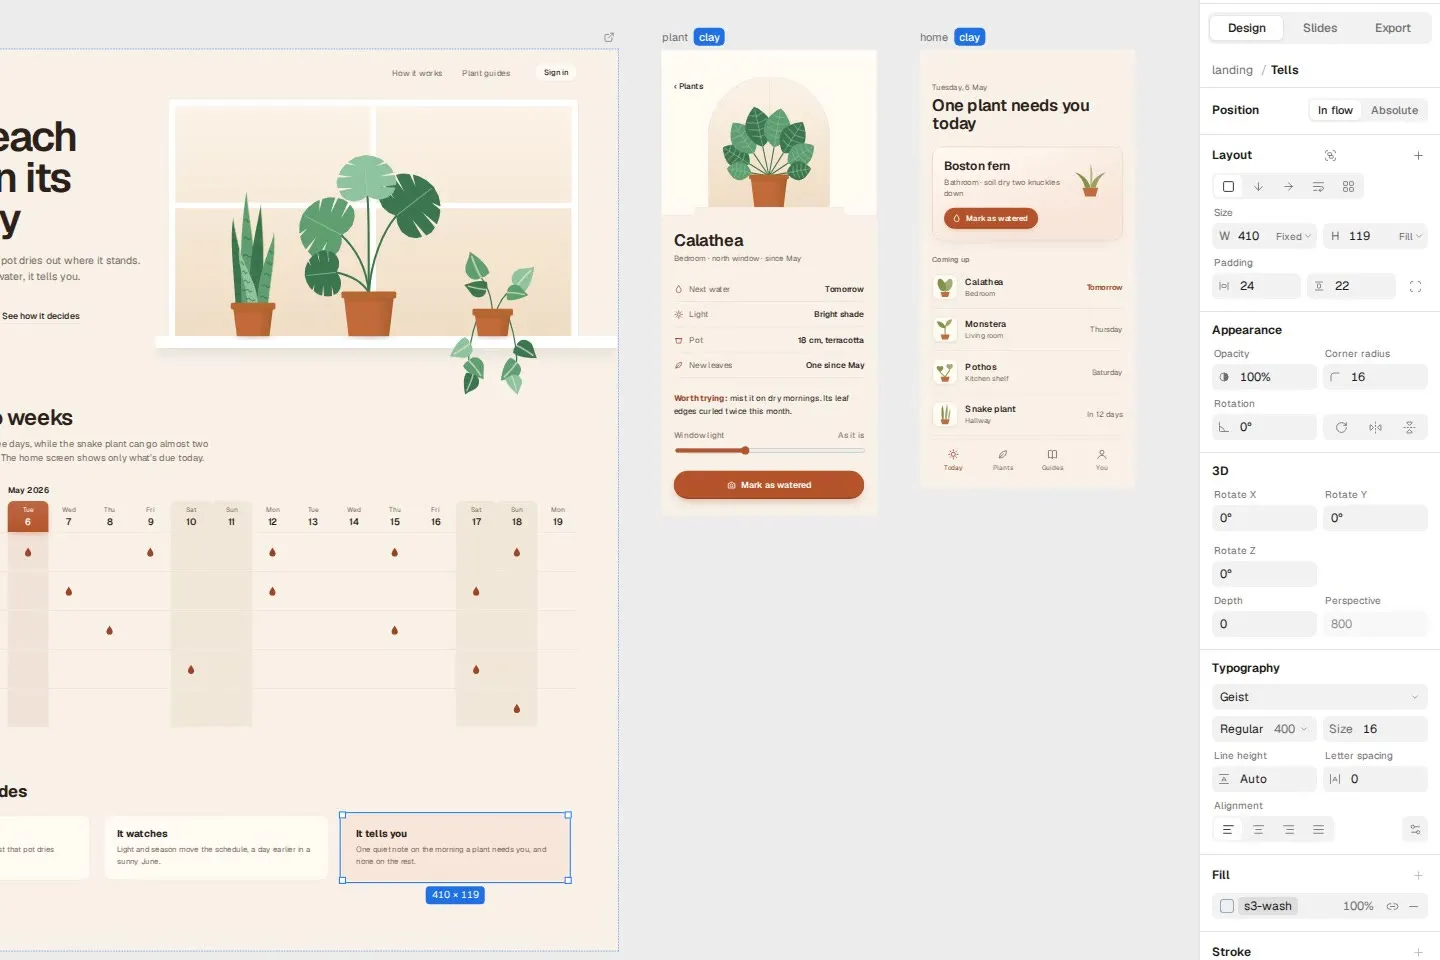 How it works
Plant guides
Sign in
each
n its
y
pot dries out where it stands.
water, it tells you.
See how it decides
weeks
ee days, while the snake plant can go almost two
The home screen shows only what's due today.
May 2026
Tue Wed Thu Fri Sat Sun Mon Tue Wed Thu Fri Sat Sun Mon
6 7 8 9 10 11 12 13 14 15 16 17 18 19
des
st that pot dries
It watches
Light and season move the schedule, a day earlier in a
sunny June.
It tells you
One quiet note on the morning a plant needs you, and
none on the rest.
410 × 119
plant clay
‹ Plants
Calathea
Bedroom · north window · since May
Next water Tomorrow
Light Bright shade
Pot 18 cm, terracotta
New leaves One since May
Worth trying: mist it on dry mornings. Its leaf
edges curled twice this month.
Window light As it is
Mark as watered
home clay
Tuesday, 6 May
One plant needs you
today
Boston fern
Bathroom · soil dry two knuckles
down
Mark as watered
Coming up
Calathea
Bedroom
Tomorrow
Monstera
Living room
Thursday
Pothos
Kitchen shelf
Saturday
Snake plant
Hallway
In 12 days
Today Plants Guides You
Design Slides Export
landing / Tells
Position In flow Absolute
Layout
Size
W 410 Fixed H 119 Fill
Padding
24 22
Appearance
Opacity Corner radius
100% 16
Rotation
0°
3D
Rotate X Rotate Y
0° 0°
Rotate Z
0°
Depth Perspective
0 800
Typography
Geist
Regular 400 Size 16
Line height Letter spacing
Auto 0
Alignment
Fill
s3-wash 100%
Stroke